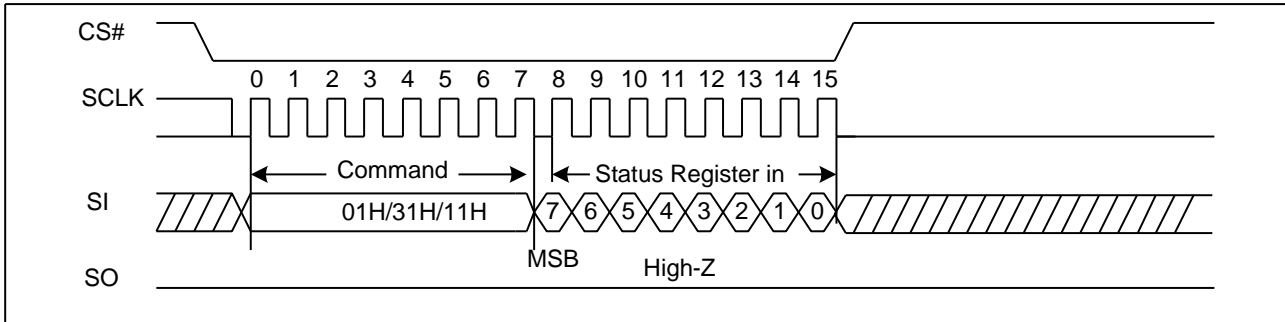 CS#
0 1 2 3 4 5 6 7 8 9 10 11 12 13 14 15
SCLK
Command Status Register in
SI 01H/31H/11H 7 6 5 4 3 2 1 0
MSB High-Z
SO